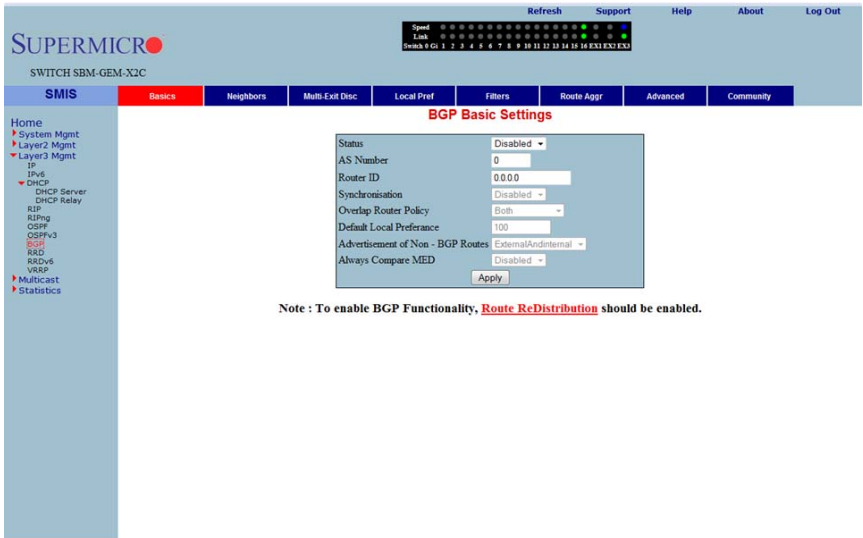 Refresh Support Help About Log Out
SUPERMICRO
SWITCH SBM-GEM-X2C
Speed
Link
Switch 0 Gi 1 2 3 4 5 6 7 8 9 10 11 12 13 14 15 16 EX1 EX2 EX3
SMIS
Basics Neighbors Multi-Exit Disc Local Pref Filters Route Aggr Advanced Community
Home
System Mgmt
Layer2 Mgmt
Layer3 Mgmt
IP
IPv6
DHCP
DHCP Server
DHCP Relay
RIP
RIPng
OSPF
OSPFv3
BGP
RRD
RRDv6
VRRP
Multicast
Statistics
BGP Basic Settings
Status Disabled
AS Number 0
Router ID 0.0.0.0
Synchronisation Disabled
Overlap Router Policy Both
Default Local Preferance 100
Advertisement of Non - BGP Routes ExternalAndinternal
Always Compare MED Disabled
Apply
Note : To enable BGP Functionality, Route ReDistribution should be enabled.